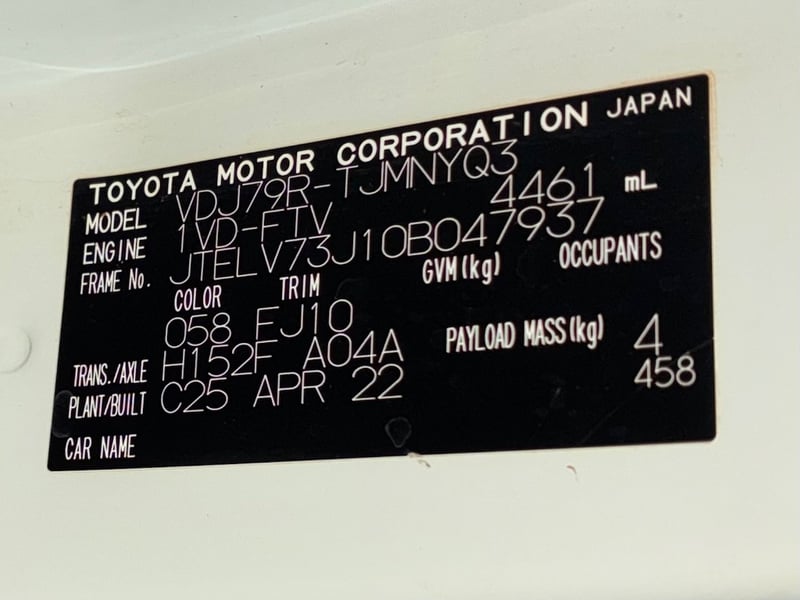 TOYOTA MOTOR CORPORATION JAPAN
MODEL VDJ79R-TJMNYQ3
ENGINE 1VD-FTV 4461 mL
FRAME No. JTELV73J10B047937
COLOR TRIM GVM(kg) OCCUPANTS
058 FJ10 4
TRANS./AXLE H152F A04A PAYLOAD MASS(kg) 458
PLANT/BUILT C25 APR 22
CAR NAME